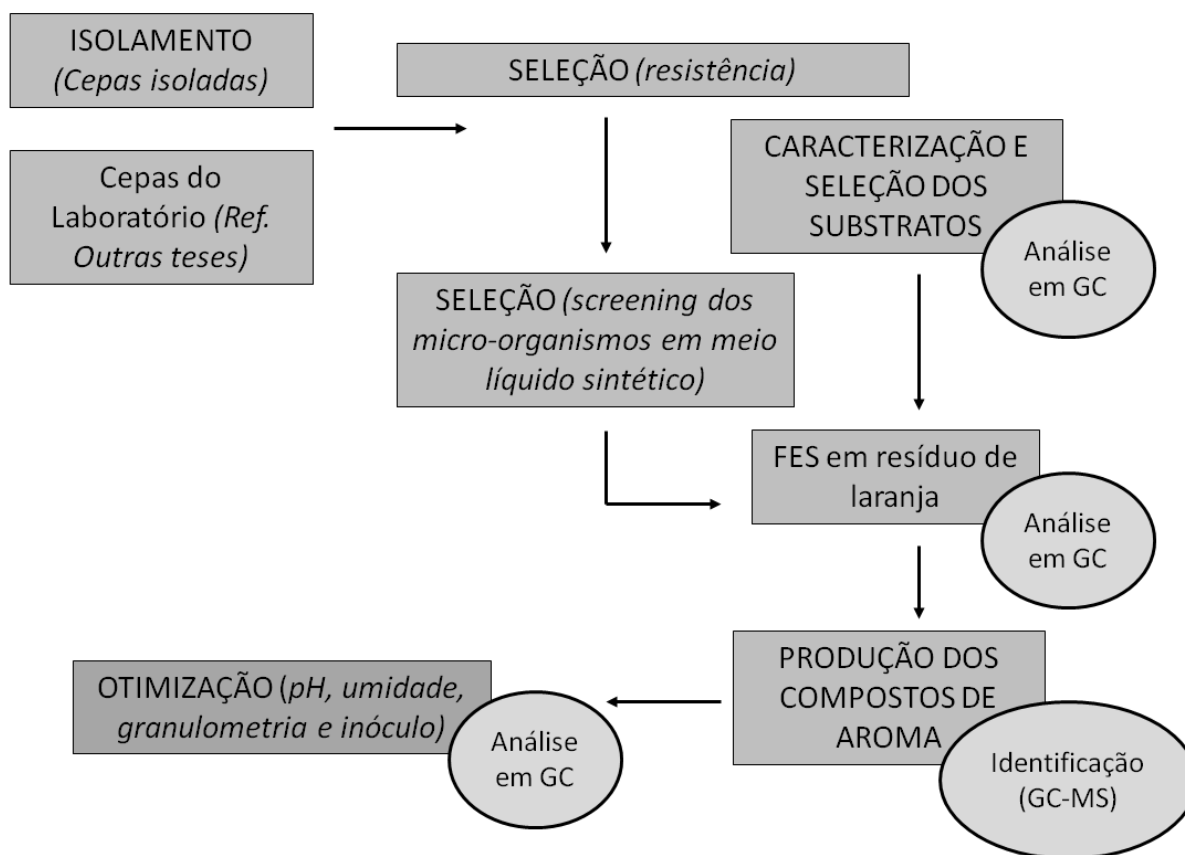 ISOLAMENTO
(Cepas isoladas)
SELEÇÃO (resistência)
Cepas do
Laboratório (Ref.
Outras teses)
CARACTERIZAÇÃO E
SELEÇÃO DOS
SUBSTRATOS
Análise
em GC
SELEÇÃO (screening dos
micro-organismos em meio
líquido sintético)
FES em resíduo de
laranja
Análise
em GC
PRODUÇÃO DOS
COMPOSTOS DE
AROMA
Identificação
(GC-MS)
OTIMIZAÇÃO (pH, umidade,
granulometria e inóculo)
Análise
em GC